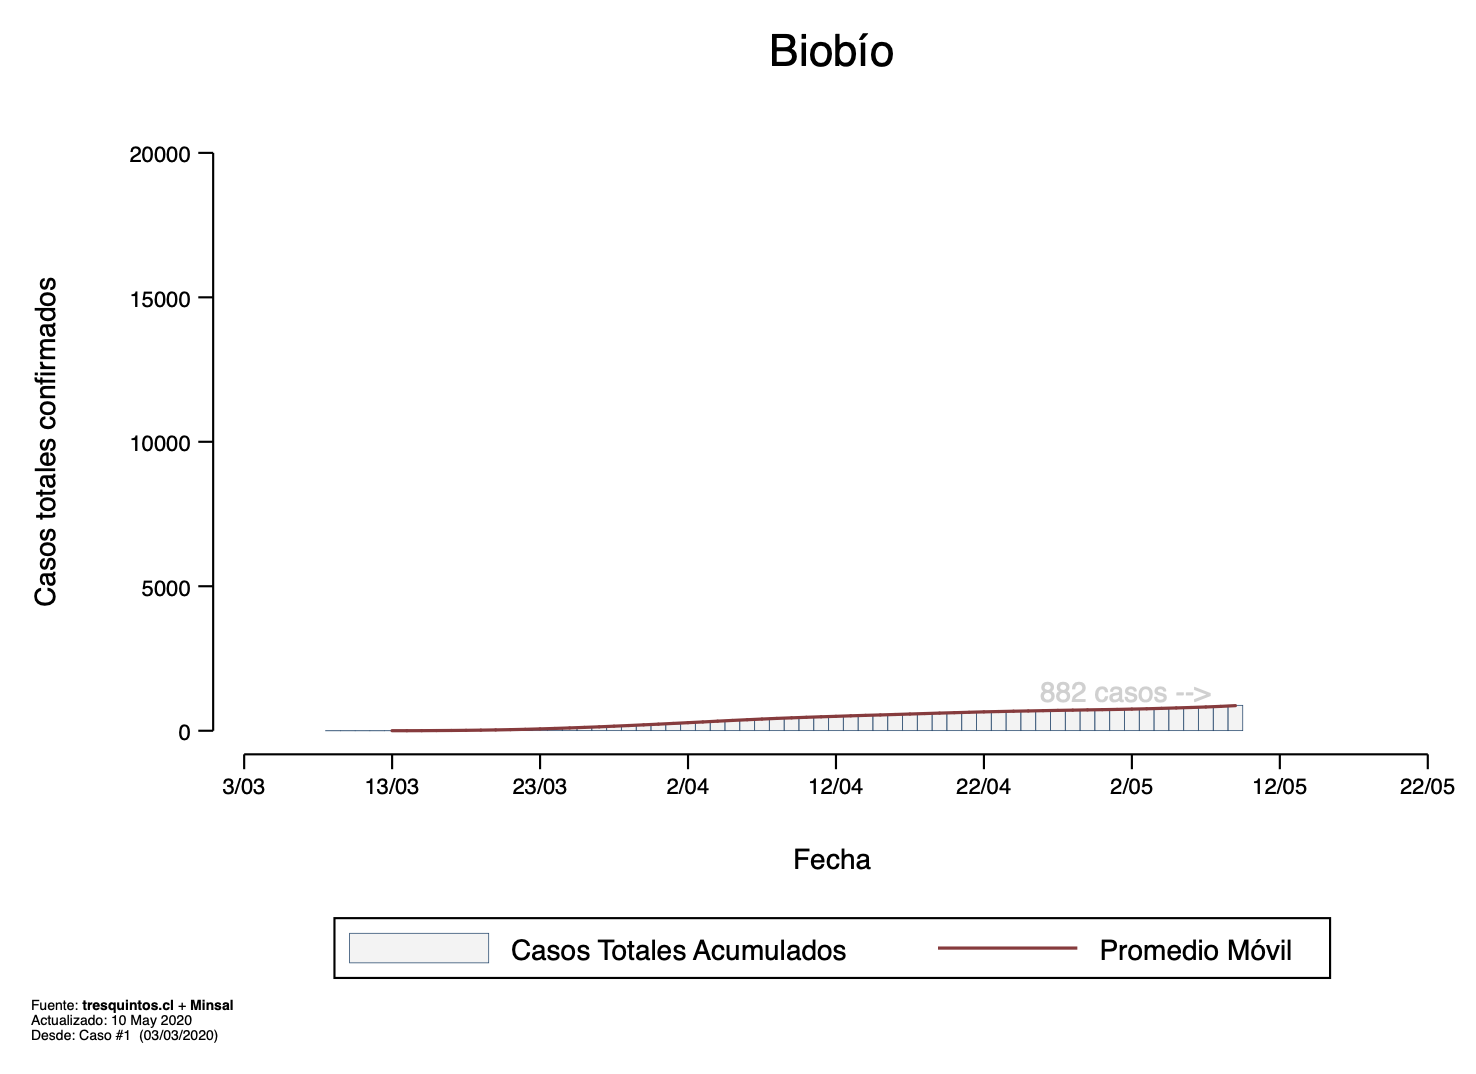 Biobío
Casos totales confirmados
20000
15000
10000
5000
0
882 casos -->
3/03 13/03 23/03 2/04 12/04 22/04 2/05 12/05 22/05
Fecha
Casos Totales Acumulados Promedio Móvil
Fuente: tresquintos.cl + Minsal
Actualizado: 10 May 2020
Desde: Caso #1 (03/03/2020)